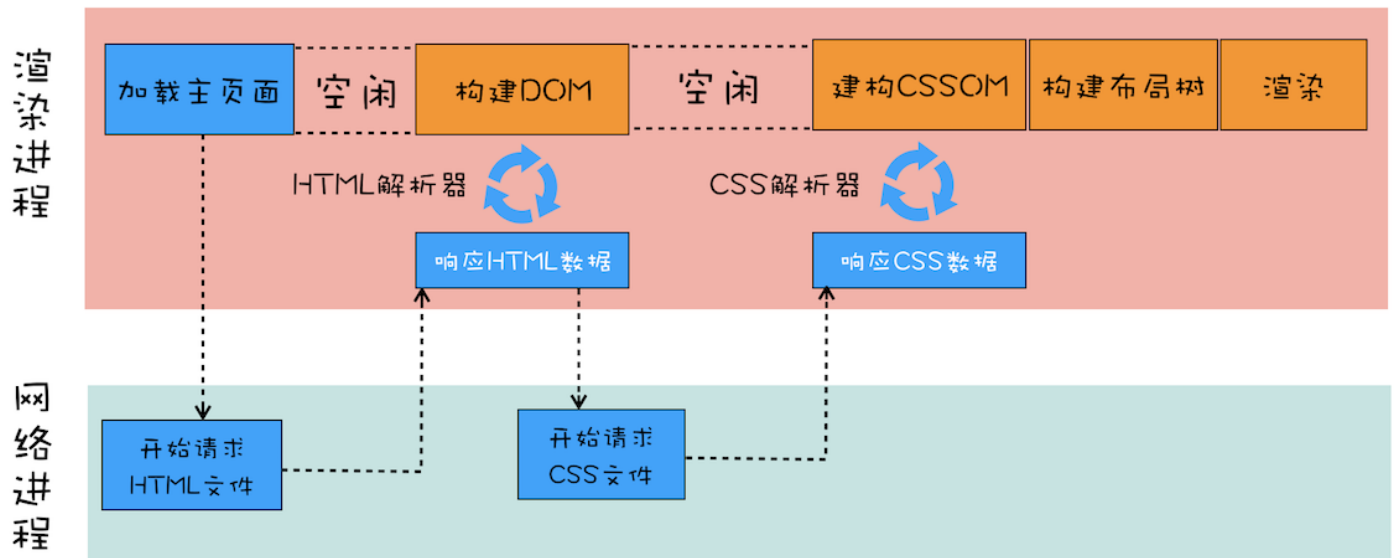 渲染进程
加载主页面
空闲
构建DOM
空闲
建构CSSOM
构建布局树
渲染
HTML解析器
CSS解析器
响应HTML数据
响应CSS数据
网络进程
开始请求
HTML文件
开始请求
CSS文件